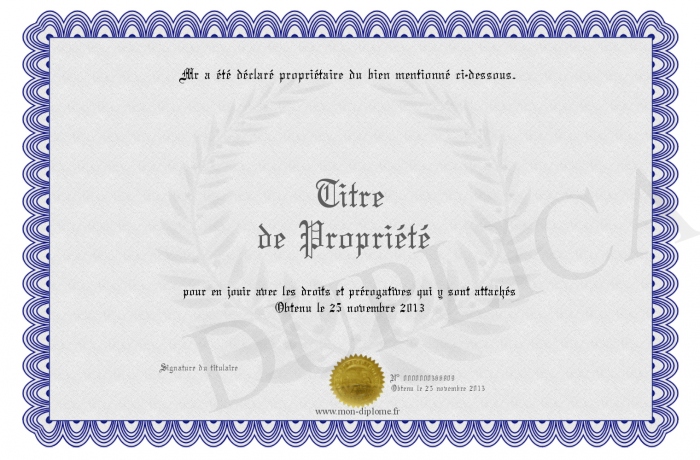 Mr a été déclaré propriétaire du bien mentionné ci-dessous.
Titre
de Propriété
pour en jouir avec les droits et prérogatives qui y sont attachés
Obtenu le 25 novembre 2013
Signature du titulaire
N°
Obtenu le 25 novembre 2013
www.mon-diplome.fr
DUPLICA